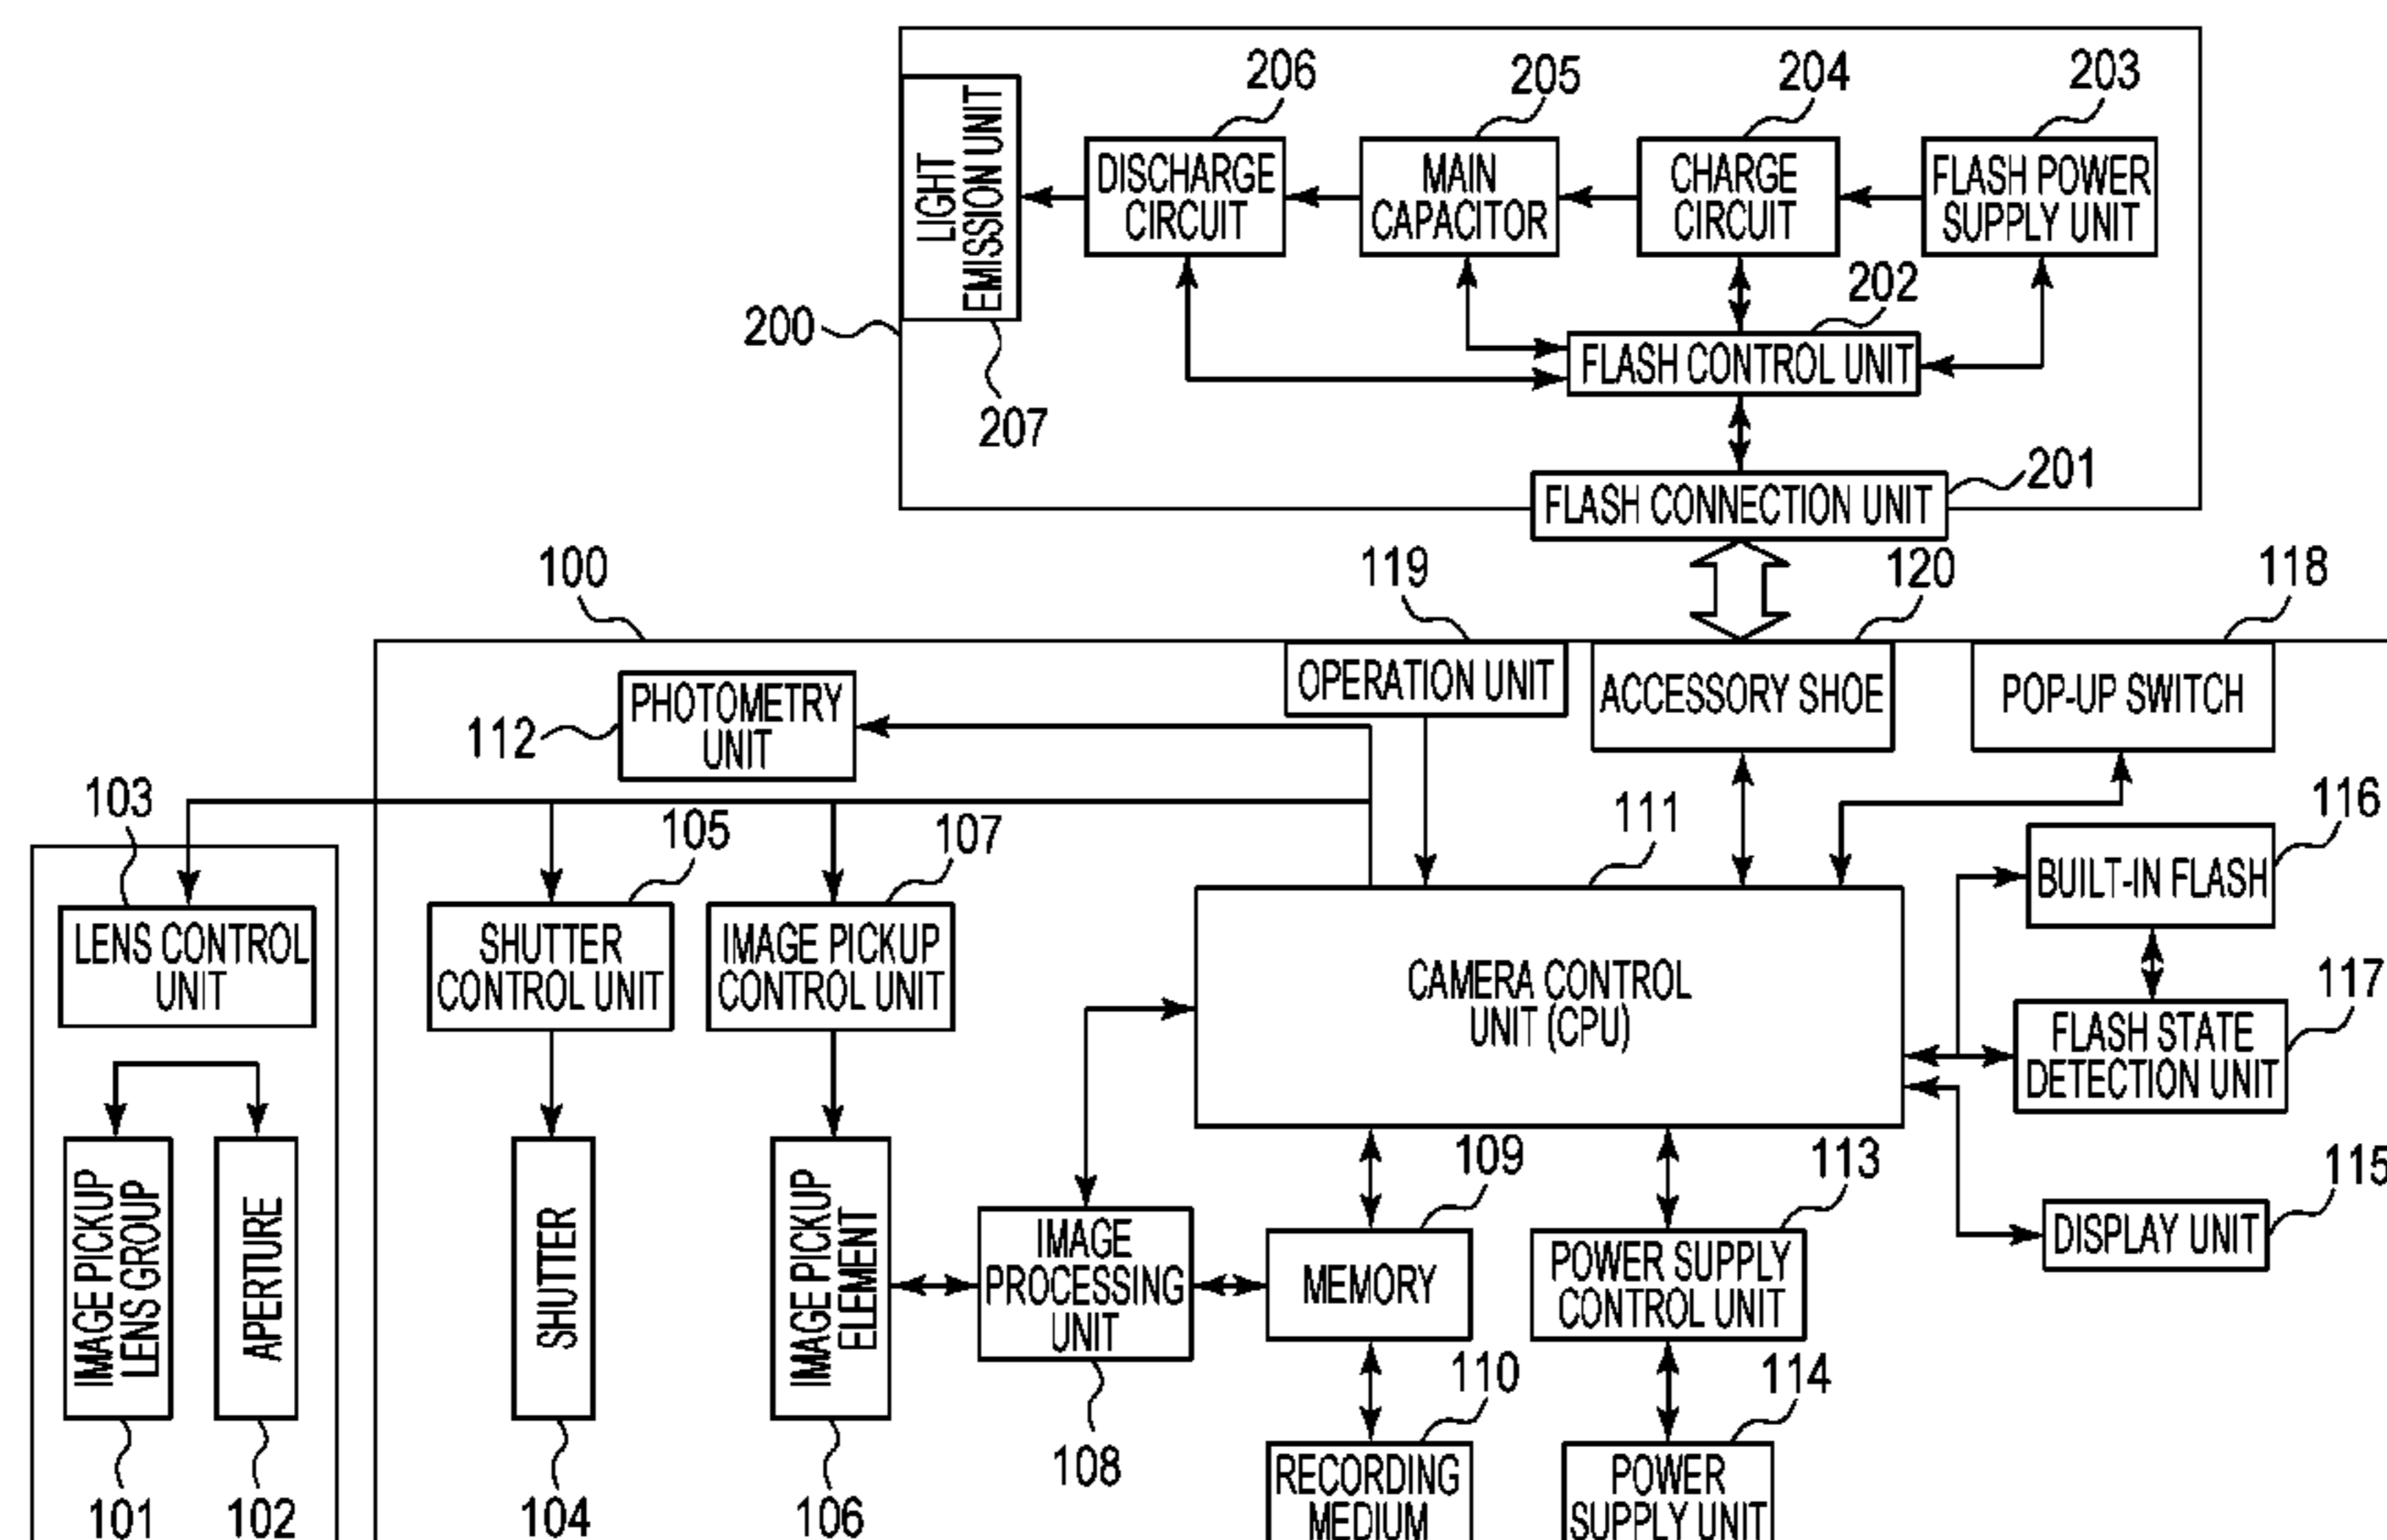 206
205
204
203
LIGHT
EMISSION UNIT
DISCHARGE
CIRCUIT
MAIN
CAPACITOR
CHARGE
CIRCUIT
FLASH POWER
SUPPLY UNIT
202
200
FLASH CONTROL UNIT
207
201
FLASH CONNECTION UNIT
100
119
120
118
OPERATION UNIT
ACCESSORY SHOE
POP-UP SWITCH
PHOTOMETRY
UNIT
112
103
105
107
111
116
BUILT-IN FLASH
LENS CONTROL
UNIT
SHUTTER
CONTROL UNIT
IMAGE PICKUP
CONTROL UNIT
CAMERA CONTROL
UNIT (CPU)
117
FLASH STATE
DETECTION UNIT
109
113
115
IMAGE PICKUP
LENS GROUP
APERTURE
SHUTTER
IMAGE PICKUP
ELEMENT
IMAGE
PROCESSING
UNIT
MEMORY
POWER SUPPLY
CONTROL UNIT
DISPLAY UNIT
110
114
108
RECORDING
MEDIUM
POWER
SUPPLY UNIT
101
102
104
106